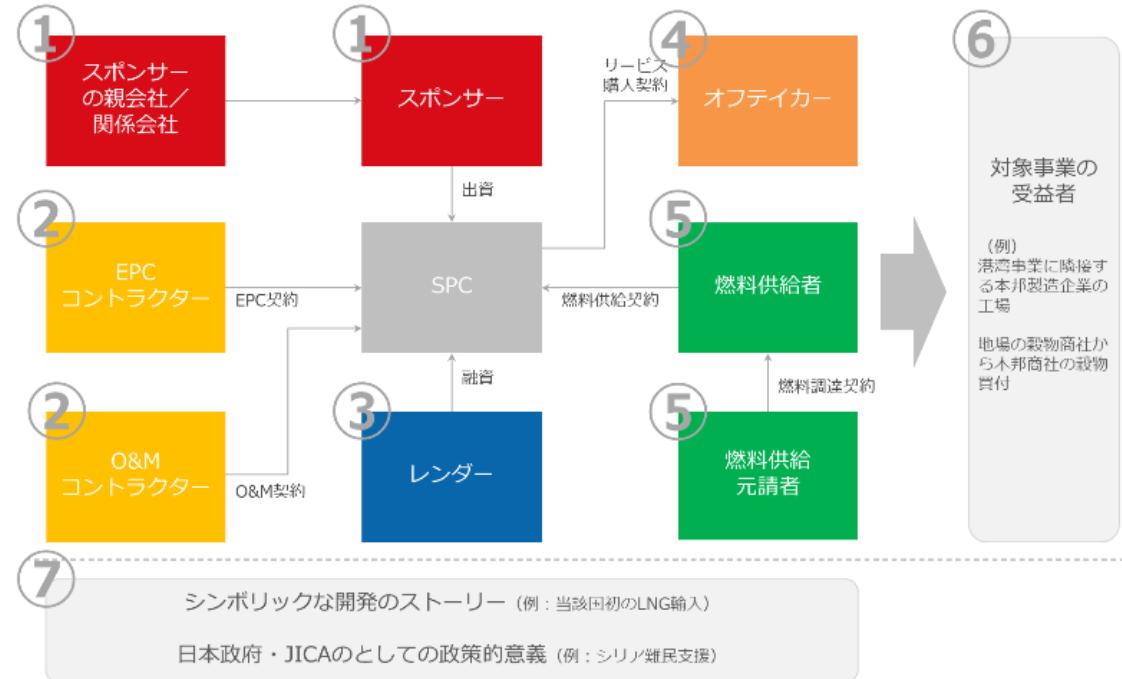 ①
スポンサー
の親会社／
関係会社
①
スポンサー
リービス
購人契約
④
オフテイカー
⑥
対象事業の
受益者
（例）
港湾事業に隣接す
る本邦製造企業の
工場
地場の穀物商社か
ら木邦商社の穀物
買付
出資
②
EPC
コントラクター
EPC契約
SPC
燃料供給契約
⑤
燃料供給者
融資
燃料調達契約
②
O&M
コントラクター
O&M契約
③
レンダー
⑤
燃料供給
元請者
⑦
シンボリックな開発のストーリー（例：当該国初のLNG輸入）
日本政府・JICAのとしての政策的意義（例：シリア難民支援）